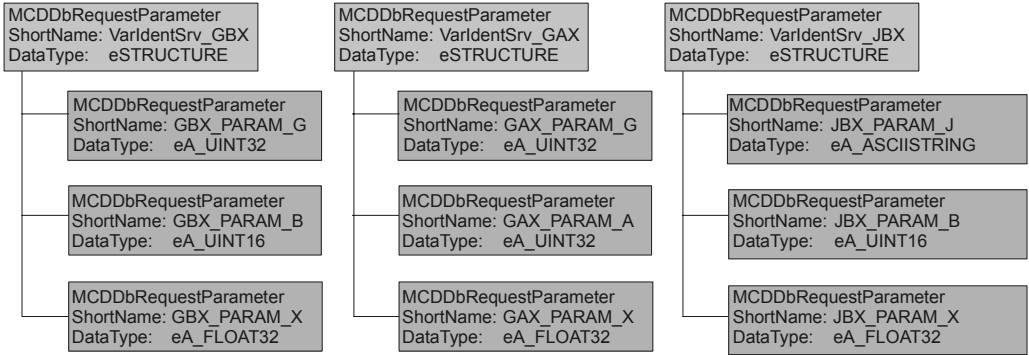 MCDDbRequestParameter
ShortName: VarIdentSrv_GBX
DataType: eSTRUCTURE
MCDDbRequestParameter
ShortName: GBX_PARAM_G
DataType: eA_UINT32
MCDDbRequestParameter
ShortName: GBX_PARAM_B
DataType: eA_UINT16
MCDDbRequestParameter
ShortName: GBX_PARAM_X
DataType: eA_FLOAT32
MCDDbRequestParameter
ShortName: VarIdentSrv_GAX
DataType: eSTRUCTURE
MCDDbRequestParameter
ShortName: GAX_PARAM_G
DataType: eA_UINT32
MCDDbRequestParameter
ShortName: GAX_PARAM_A
DataType: eA_UINT32
MCDDbRequestParameter
ShortName: GAX_PARAM_X
DataType: eA_FLOAT32
MCDDbRequestParameter
ShortName: VarIdentSrv_JBX
DataType: eSTRUCTURE
MCDDbRequestParameter
ShortName: JBX_PARAM_J
DataType: eA_ASCIISTRING
MCDDbRequestParameter
ShortName: JBX_PARAM_B
DataType: eA_UINT16
MCDDbRequestParameter
ShortName: JBX_PARAM_X
DataType: eA_FLOAT32